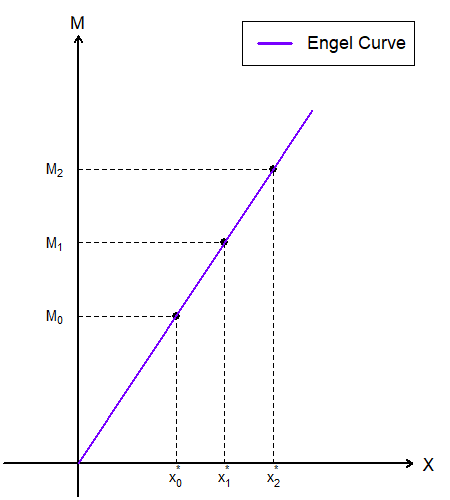 M
Engel Curve
M₂
M₁
M₀
x₀* x₁* x₂*
X